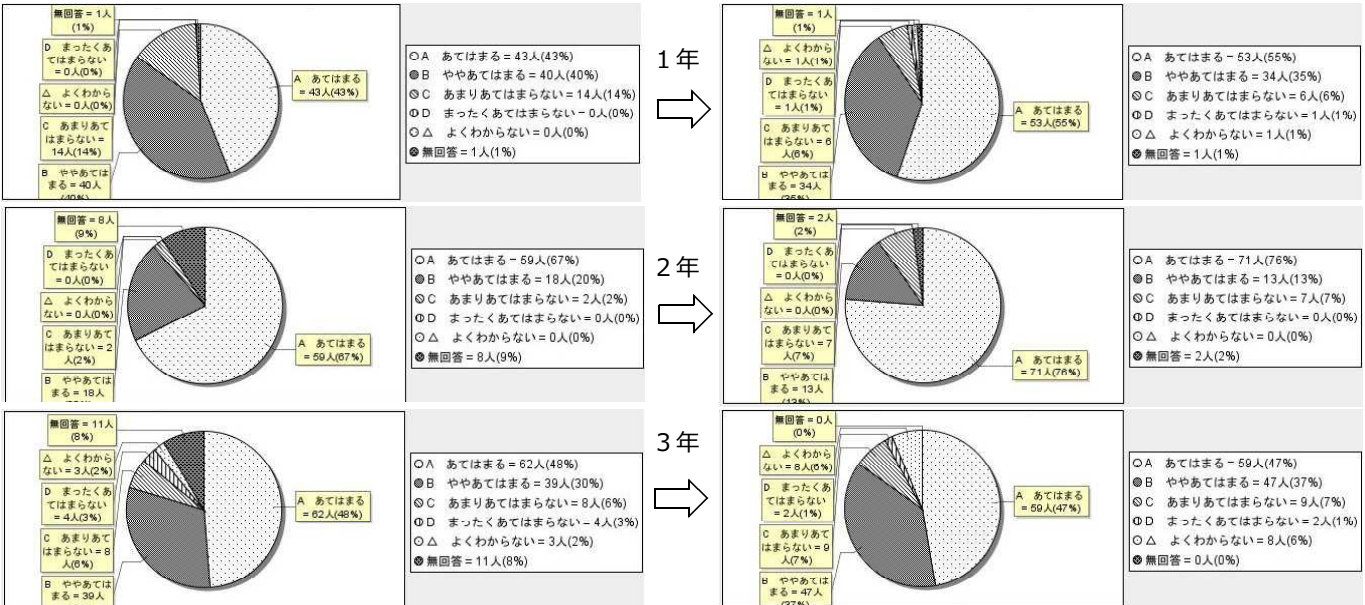 無回答 = 1人
(1%)
D まったくあ
てはまらない
= 0人(0%)
△ よくわから
ない = 0人(0%)
C あまりあて
はまらない =
14人(14%)
B ややあては
まる = 40人
A あてはまる
= 43人(43%)
A あてはまる = 43人(43%)
B ややあてはまる = 40人(40%)
C あまりあてはまらない = 14人(14%)
D まったくあてはまらない - 0人(0%)
△ よくわからない = 0人(0%)
無回答 = 1人(1%)
1年
無回答 = 1人
(1%)
△ よくわから
ない = 1人(1%)
D まったくあ
てはまらない
= 1人(1%)
C あまりあて
はまらない = 6
人(6%)
B ややあては
まる = 34人
A あてはまる
= 53人(55%)
A あてはまる - 53人(55%)
B ややあてはまる = 34人(35%)
C あまりあてはまらない = 6人(6%)
D まったくあてはまらない = 1人(1%)
△ よくわからない = 1人(1%)
無回答 = 1人(1%)
無回答 = 8人
(9%)
D まったくあ
てはまらない
= 0人(0%)
△ よくわから
ない = 0人(0%)
C あまりあて
はまらない = 2
人(2%)
B ややあては
まる = 18人
A あてはまる
= 59人(67%)
A あてはまる - 59人(67%)
B ややあてはまる = 18人(20%)
C あまりあてはまらない = 2人(2%)
D まったくあてはまらない = 0人(0%)
△ よくわからない = 0人(0%)
無回答 = 8人(9%)
2年
無回答 = 2人
(2%)
D まったくあ
てはまらない
= 0人(0%)
△ よくわから
ない = 0人(0%)
C あまりあて
はまらない = 7
人(7%)
B ややあては
まる = 13人
A あてはまる
= 71人(76%)
A あてはまる - 71人(76%)
B ややあてはまる = 13人(13%)
C あまりあてはまらない = 7人(7%)
D まったくあてはまらない = 0人(0%)
△ よくわからない = 0人(0%)
無回答 = 2人(2%)
無回答 = 11人
(8%)
△ よくわから
ない = 3人(2%)
D まったくあ
てはまらない
= 4人(3%)
C あまりあて
はまらない = 8
人(6%)
B ややあては
まる = 39人
A あてはまる
= 62人(48%)
A あてはまる = 62人(48%)
B ややあてはまる = 39人(30%)
C あまりあてはまらない = 8人(6%)
D まったくあてはまらない - 4人(3%)
△ よくわからない = 3人(2%)
無回答 = 11人(8%)
3年
無回答 = 0人
(0%)
△ よくわから
ない = 8人(6%)
D まったくあ
てはまらない
= 2人(1%)
C あまりあて
はまらない = 9
人(7%)
B ややあては
まる = 47人
A あてはまる
= 59人(47%)
A あてはまる - 59人(47%)
B ややあてはまる = 47人(37%)
C あまりあてはまらない = 9人(7%)
D まったくあてはまらない = 2人(1%)
△ よくわからない = 8人(6%)
無回答 = 0人(0%)